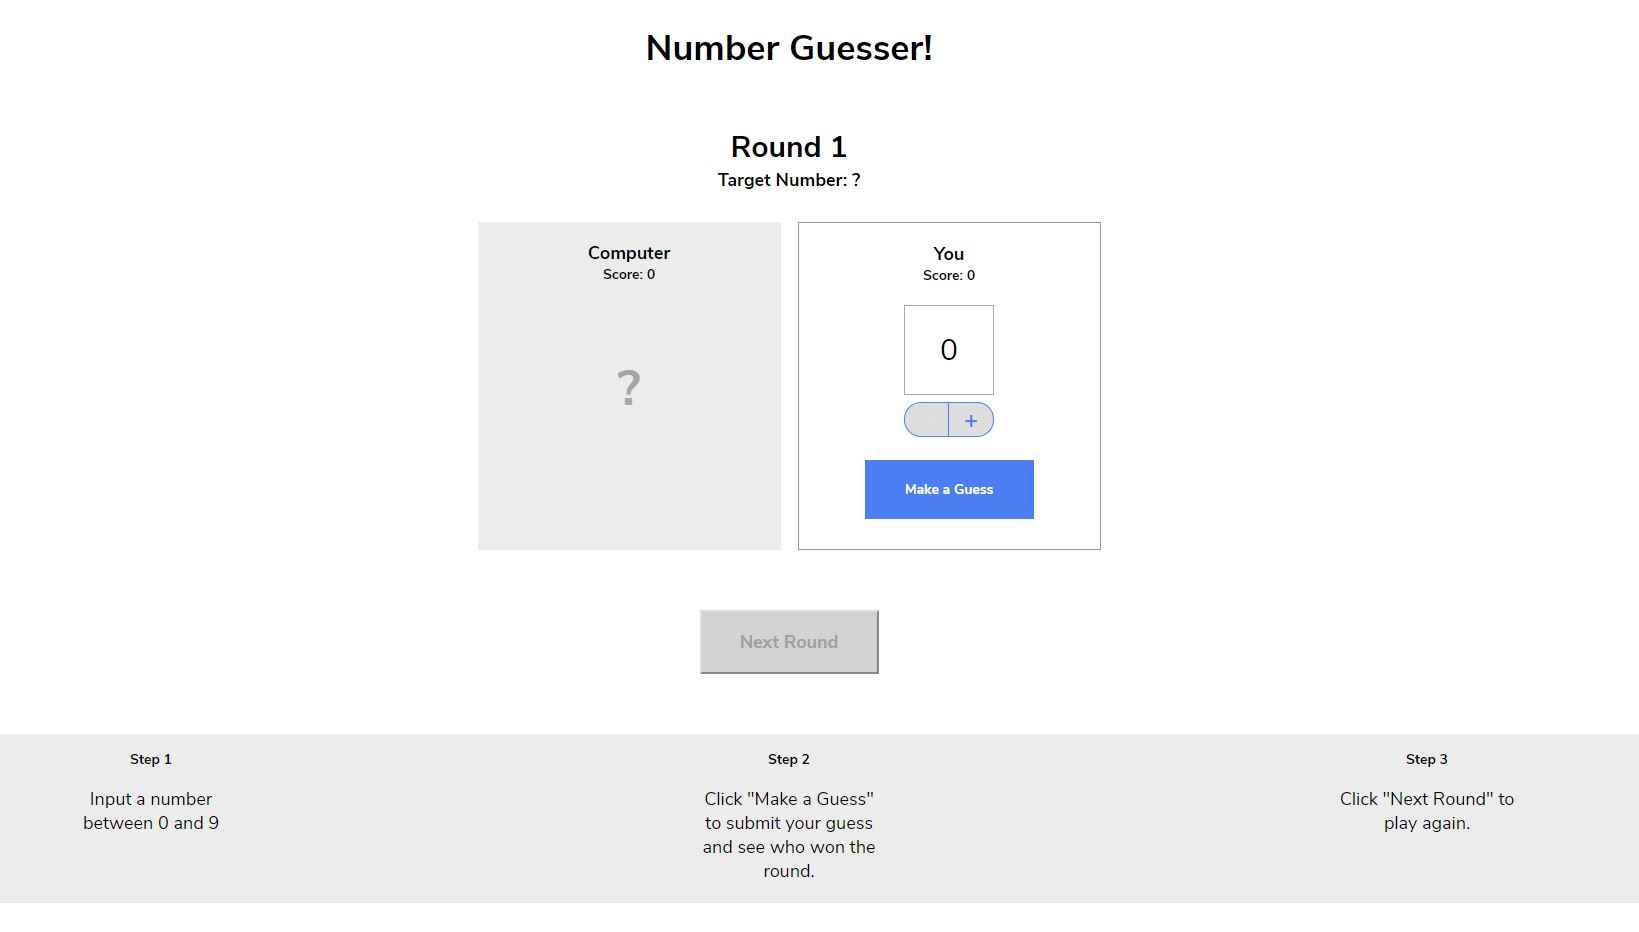 Number Guesser!
Round 1
Target Number: ?
Computer
Score: 0
?
You
Score: 0
0
+
Make a Guess
Next Round
Step 1
Input a number
between 0 and 9
Step 2
Click "Make a Guess"
to submit your guess
and see who won the
round.
Step 3
Click "Next Round" to
play again.